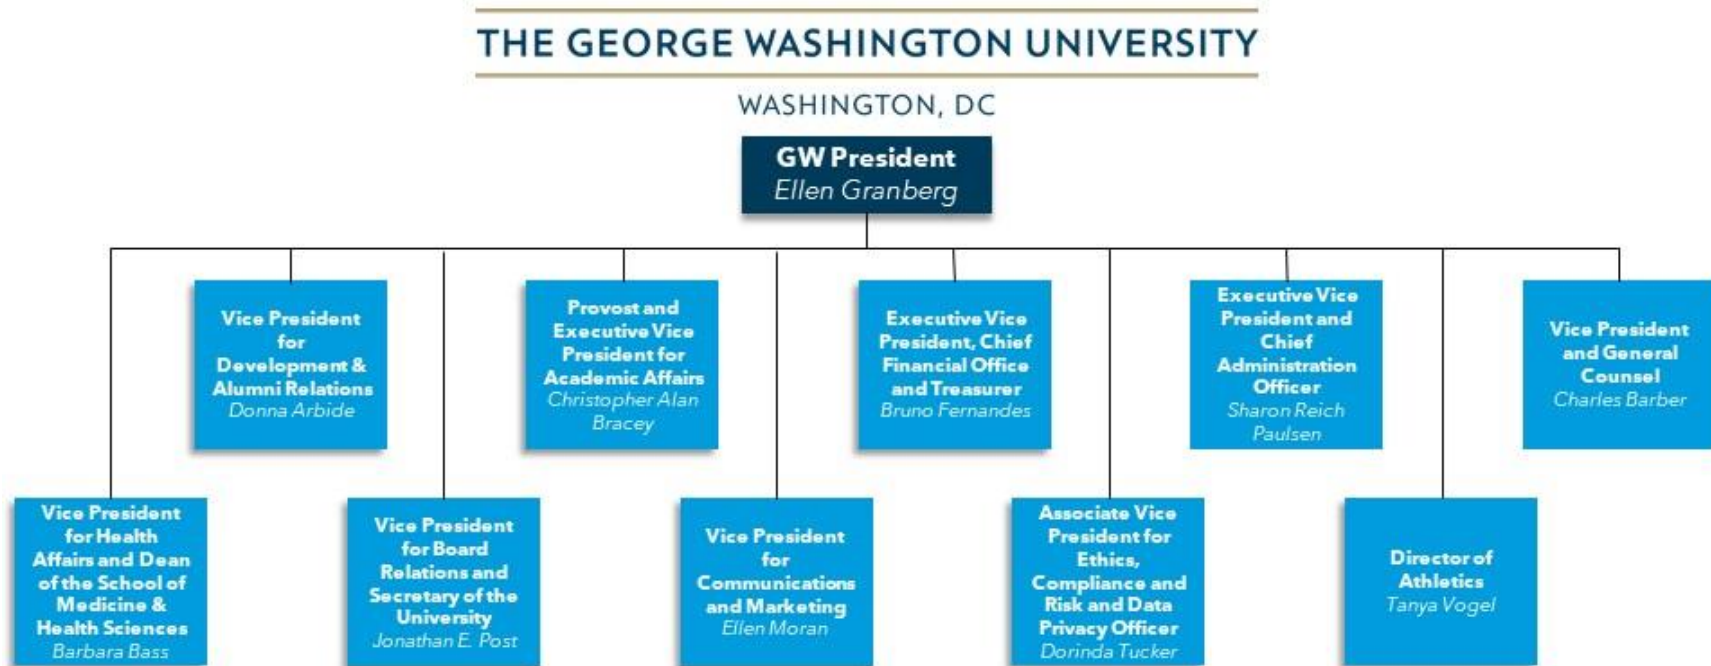 THE GEORGE WASHINGTON UNIVERSITY
WASHINGTON, DC
GW President
Ellen Granberg
Vice President
for
Development &
Alumni Relations
Donna Arbide
Provost and
Executive Vice
President for
Academic Affairs
Christopher Alan
Bracey
Executive Vice
President, Chief
Financial Office
and Treasurer
Bruno Fernandes
Executive Vice
President and
Chief
Administration
Officer
Sharon Reich
Paulsen
Vice President
and General
Counsel
Charles Barber
Vice President
for Health
Affairs and Dean
of the School of
Medicine &
Health Sciences
Barbara Bass
Vice President
for Board
Relations and
Secretary of the
University
Jonathan E. Post
Vice President
for
Communications
and Marketing
Ellen Moran
Associate Vice
President for
Ethics,
Compliance and
Risk and Data
Privacy Officer
Dorinda Tucker
Director of
Athletics
Tanya Vogel